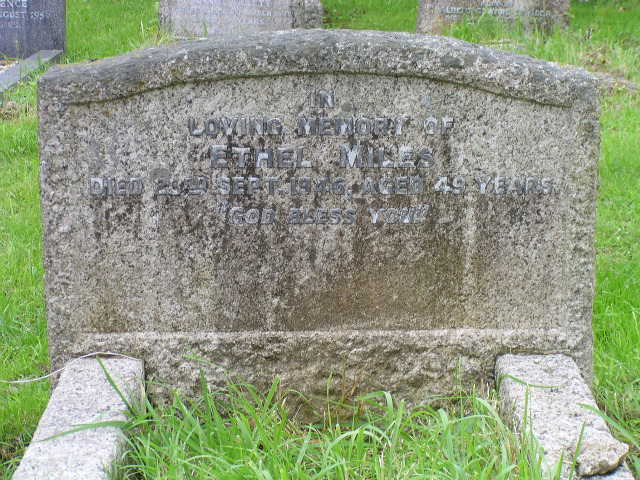 IN
LOVING MEMORY OF
ETHEL MILES
DIED SEPT. 1946, AGED 49 YEARS.
"GOD BLESS YOU"